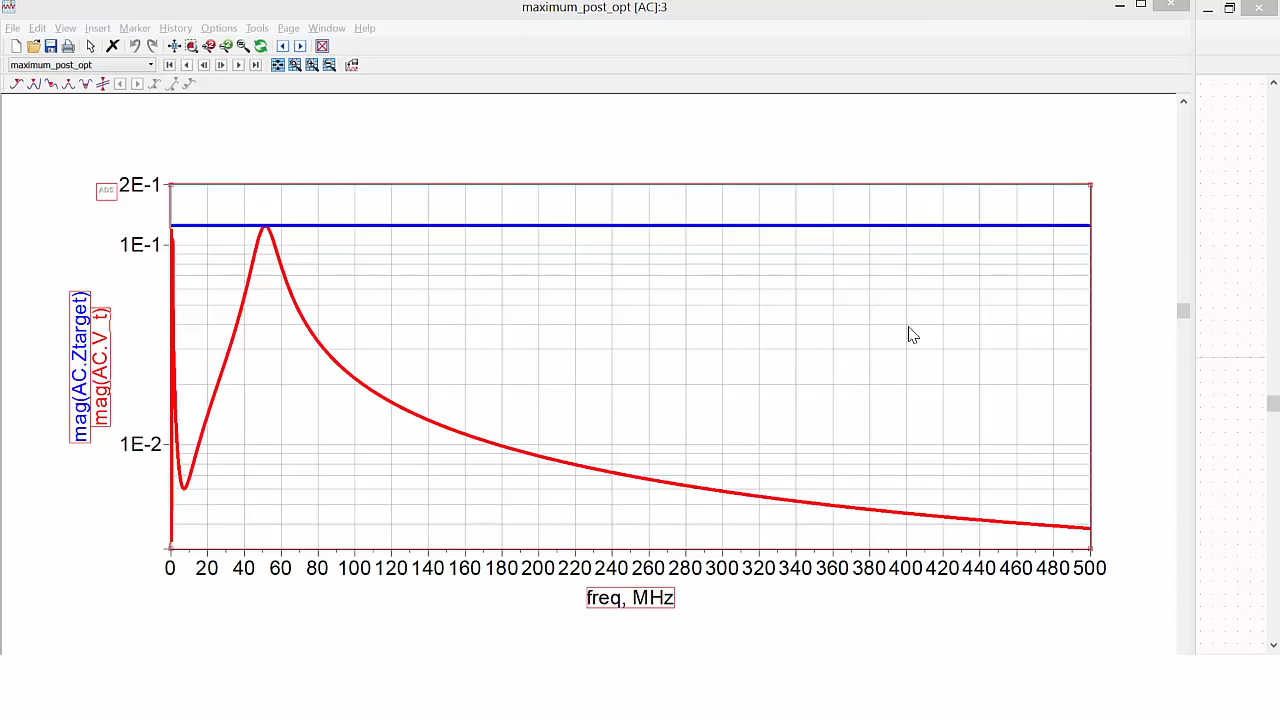 maximum_post_opt [AC]:3
File Edit View Insert Marker History Options Tools Page Window Help
maximum_post_opt
ADS
2E-1
1E-1
1E-2
mag(AC.Ztarget)
mag(AC.V_t)
0 20 40 60 80 100 120 140 160 180 200 220 240 260 280 300 320 340 360 380 400 420 440 460 480 500
freq, MHz